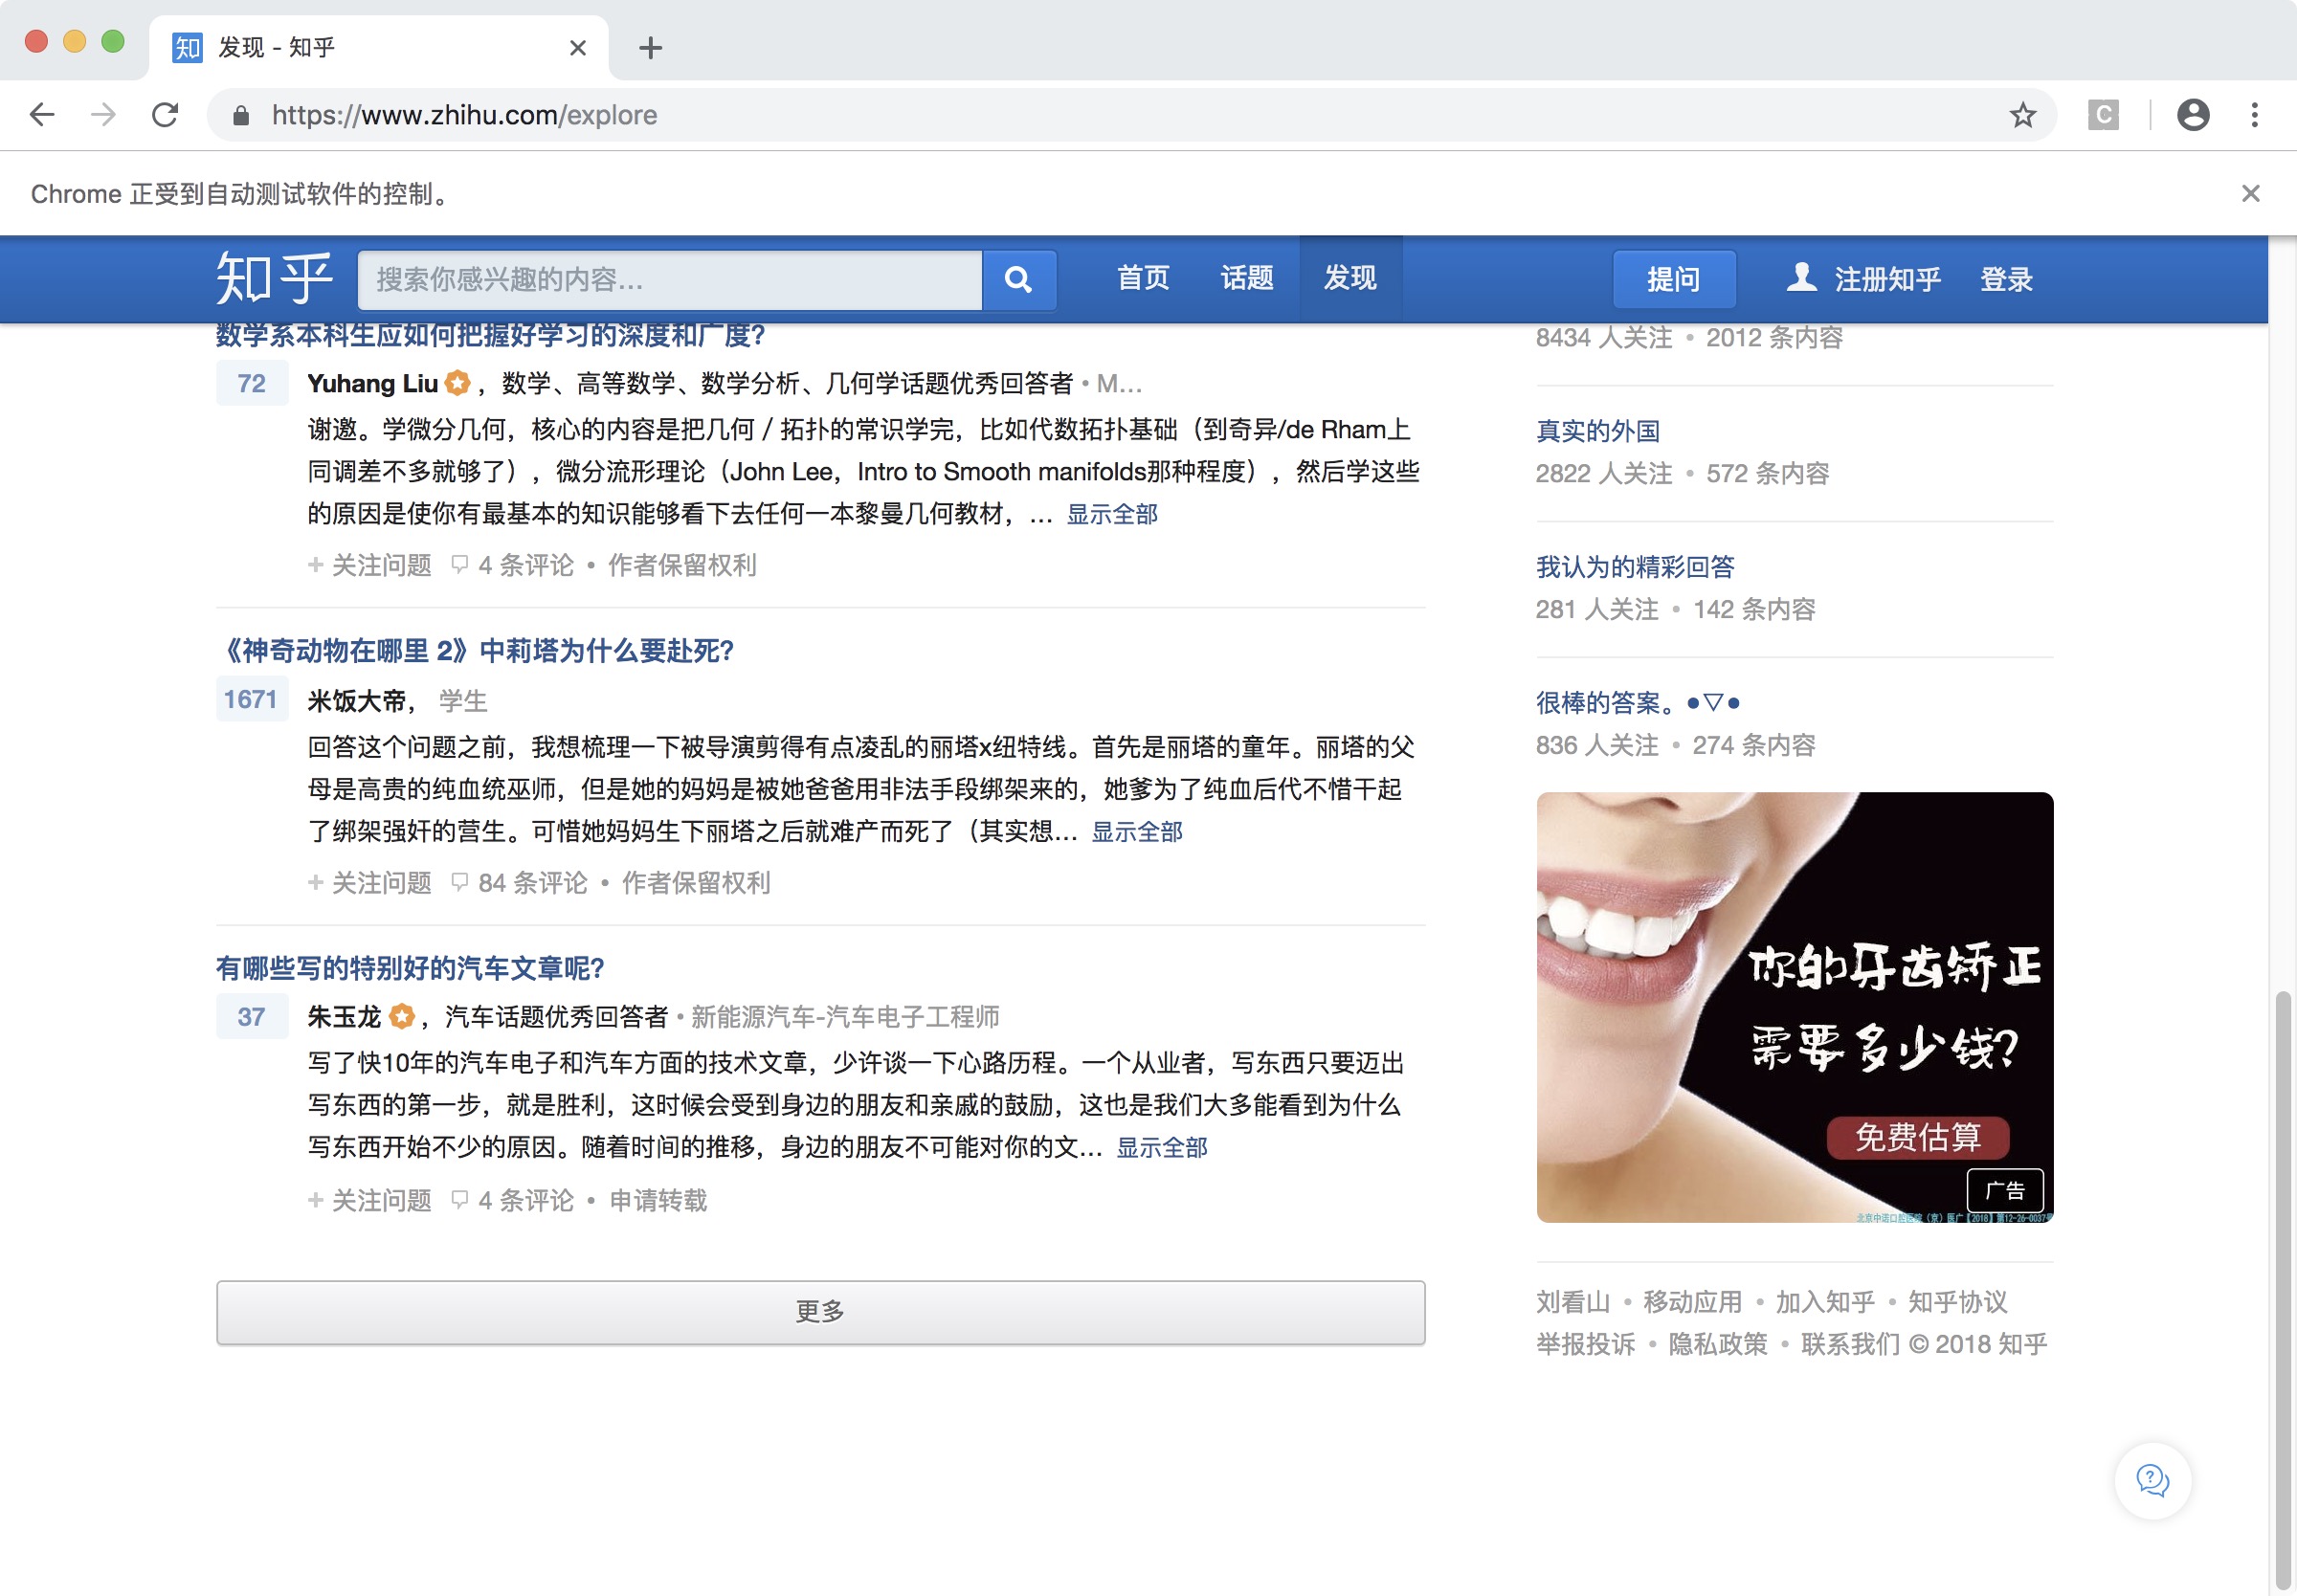 知 发现 - 知乎
https://www.zhihu.com/explore
C
Chrome 正受到自动测试软件的控制。
知乎
搜索你感兴趣的内容...
首页 话题 发现
提问 注册知乎 登录
数学系本科生应如何把握好学习的深度和广度?
72 Yuhang Liu ，数学、高等数学、数学分析、几何学话题优秀回答者 • M...
谢邀。学微分几何，核心的内容是把几何 / 拓扑的常识学完，比如代数拓扑基础（到奇异/de Rham上
同调差不多就够了），微分流形理论（John Lee，Intro to Smooth manifolds那种程度），然后学这些
的原因是使你有最基本的知识能够看下去任何一本黎曼几何教材，... 显示全部
+ 关注问题 4 条评论 • 作者保留权利
《神奇动物在哪里 2》中莉塔为什么要赴死?
1671 米饭大帝， 学生
回答这个问题之前，我想梳理一下被导演剪得有点凌乱的丽塔x纽特线。首先是丽塔的童年。丽塔的父
母是高贵的纯血统巫师，但是她的妈妈是被她爸爸用非法手段绑架来的，她爹为了纯血后代不惜干起
了绑架强奸的营生。可惜她妈妈生下丽塔之后就难产而死了（其实想... 显示全部
+ 关注问题 84 条评论 • 作者保留权利
有哪些写的特别好的汽车文章呢?
37 朱玉龙 ，汽车话题优秀回答者 • 新能源汽车-汽车电子工程师
写了快10年的汽车电子和汽车方面的技术文章，少许谈一下心路历程。一个从业者，写东西只要迈出
写东西的第一步，就是胜利，这时候会受到身边的朋友和亲戚的鼓励，这也是我们大多能看到为什么
写东西开始不少的原因。随着时间的推移，身边的朋友不可能对你的文... 显示全部
+ 关注问题 4 条评论 • 申请转载
更多
8434 人关注 • 2012 条内容
真实的外国
2822 人关注 • 572 条内容
我认为的精彩回答
281 人关注 • 142 条内容
很棒的答案。●▽●
836 人关注 • 274 条内容
你的牙齿矫正
需要多少钱?
免费估算
广告
刘看山 • 移动应用 • 加入知乎 • 知乎协议
举报投诉 • 隐私政策 • 联系我们 © 2018 知乎